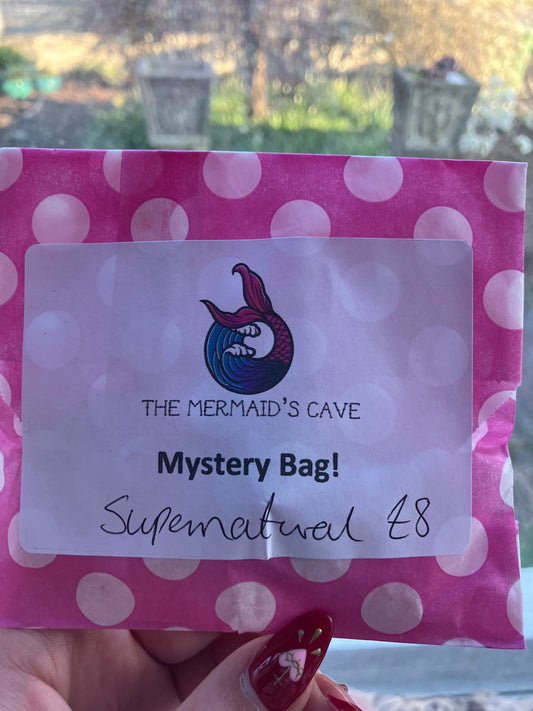 THE MERMAID'S CAVE
Mystery Bag!
Supernatural £8